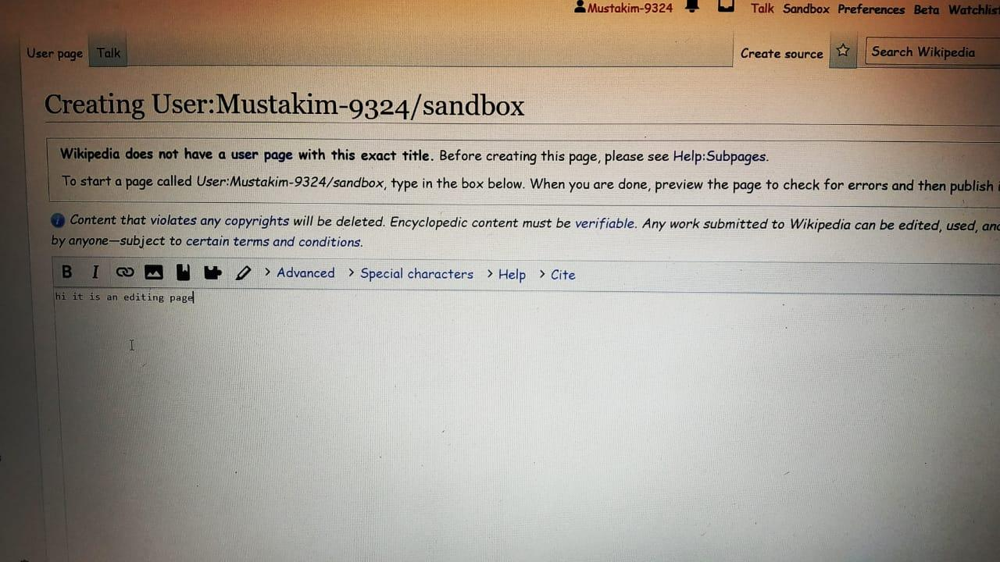 Mustakim-9324 Talk Sandbox Preferences Beta Watchlist
User page Talk Create source Search Wikipedia
Creating User:Mustakim-9324/sandbox
Wikipedia does not have a user page with this exact title. Before creating this page, please see Help:Subpages.
To start a page called User:Mustakim-9324/sandbox, type in the box below. When you are done, preview the page to check for errors and then publish
Content that violates any copyrights will be deleted. Encyclopedic content must be verifiable. Any work submitted to Wikipedia can be edited, used, and
by anyone—subject to certain terms and conditions.
B I > Advanced > Special characters > Help > Cite
hi it is an editing page